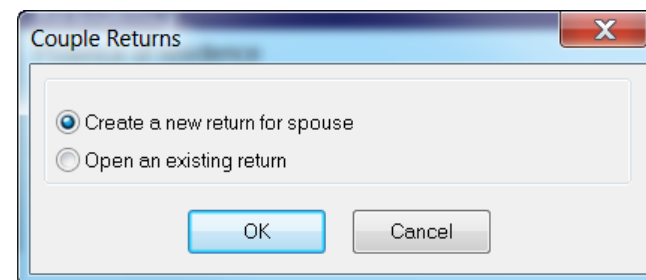 Couple Returns
Create a new return for spouse
Open an existing return
OK Cancel